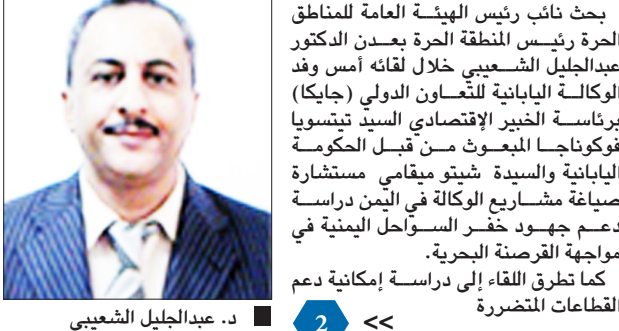 بحث نائب رئيس الهيئة العامة للمناطق
الحرة رئيس المنطقة الحرة بعدن الدكتور
عبدالجليل الشعيبي خلال لقائه أمس وفد
الوكالة اليابانية للتعاون الدولي (جايكا)
برئاسة الخبير الإقتصادي السيد تيتسويا
فوكوناجا المبعوث من قبل الحكومة
اليابانية والسيدة شيتو ميقامي مستشارة
صياغة مشاريع الوكالة في اليمن دراسة
دعم جهود خفر السواحل اليمنية في
مواجهة القرصنة البحرية.
كما تطرق اللقاء إلى دراسة إمكانية دعم
القطاعات المتضررة
>> 2
د. عبدالجليل الشعيبي